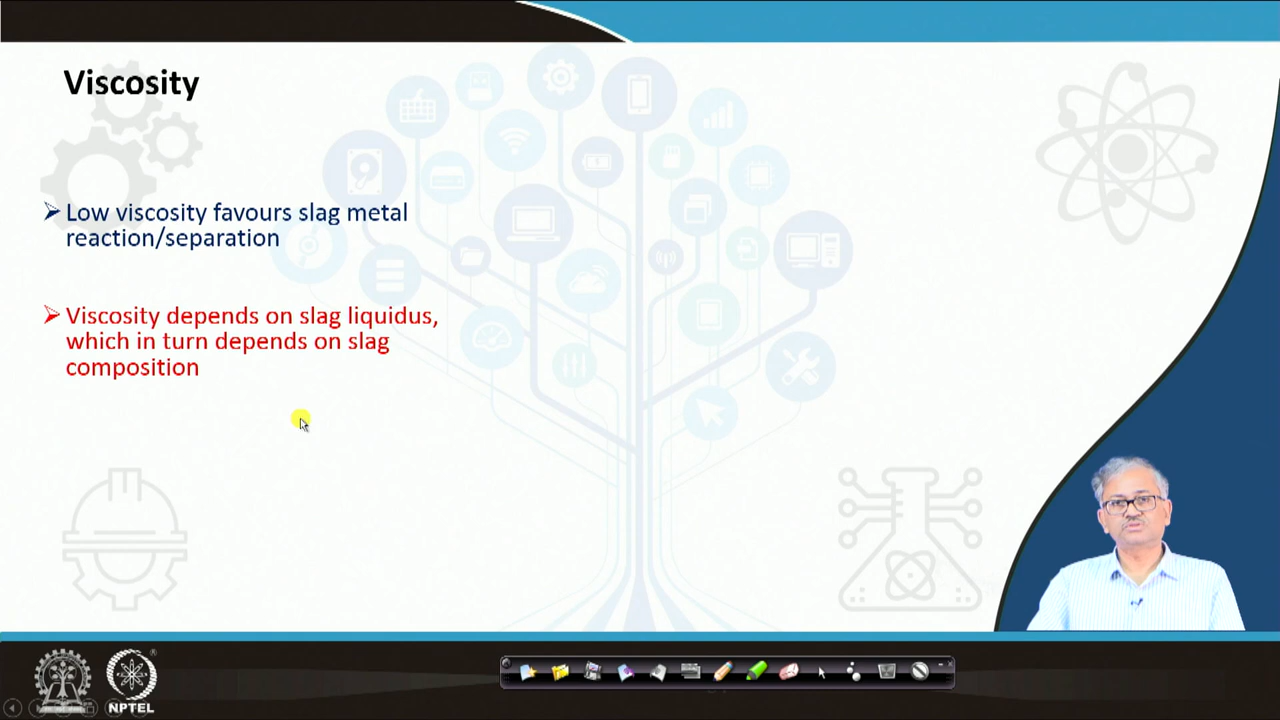 Viscosity
Low viscosity favours slag metal
reaction/separation
Viscosity depends on slag liquidus,
which in turn depends on slag
composition
NPTEL